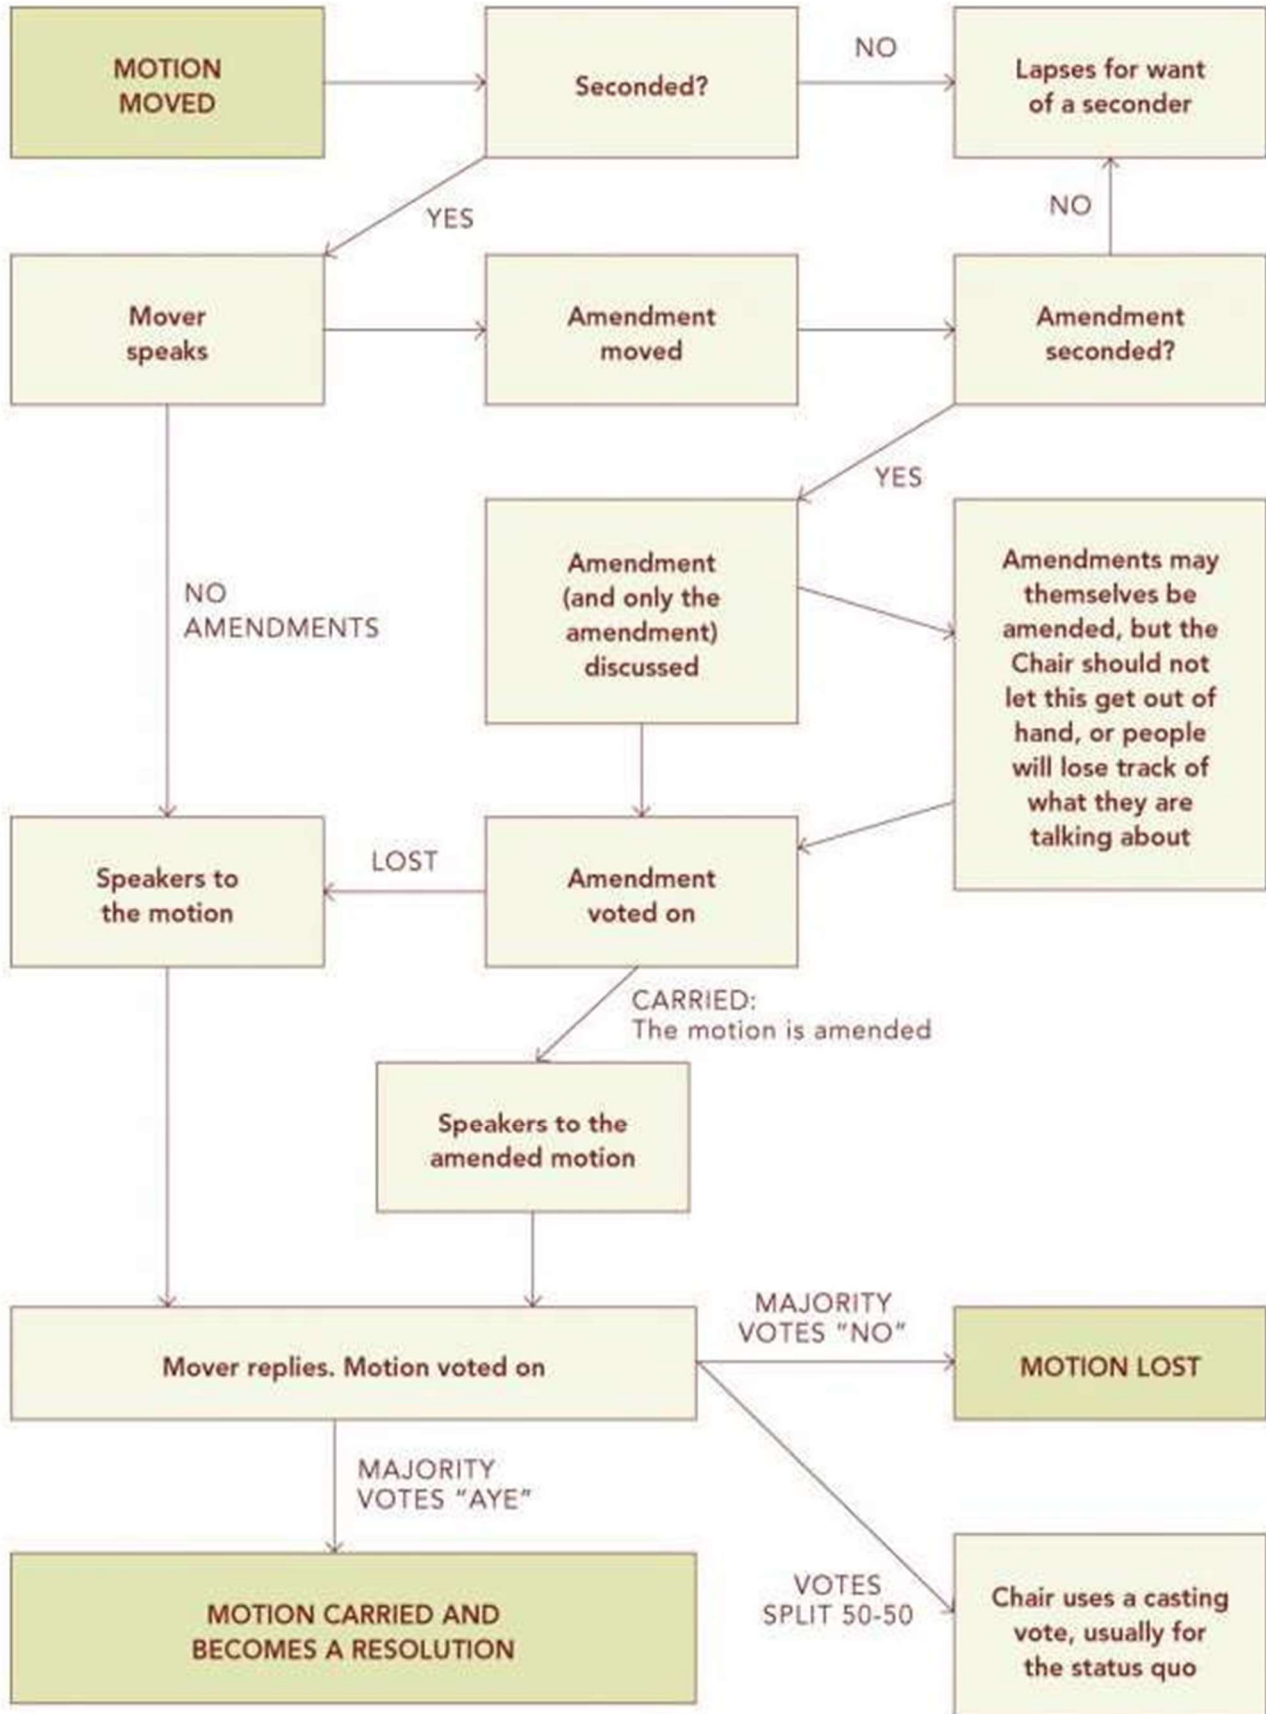 MOTION
MOVED
Seconded?
NO
Lapses for want
of a seconder
YES
NO
Mover
speaks
Amendment
moved
Amendment
seconded?
YES
NO
AMENDMENTS
Amendment
(and only the
amendment)
discussed
Amendments may
themselves be
amended, but the
Chair should not
let this get out of
hand, or people
will lose track of
what they are
talking about
Speakers to
the motion
LOST
Amendment
voted on
CARRIED:
The motion is amended
Speakers to the
amended motion
Mover replies. Motion voted on
MAJORITY
VOTES "NO"
MOTION LOST
MAJORITY
VOTES "AYE"
MOTION CARRIED AND
BECOMES A RESOLUTION
VOTES
SPLIT 50-50
Chair uses a casting
vote, usually for
the status quo